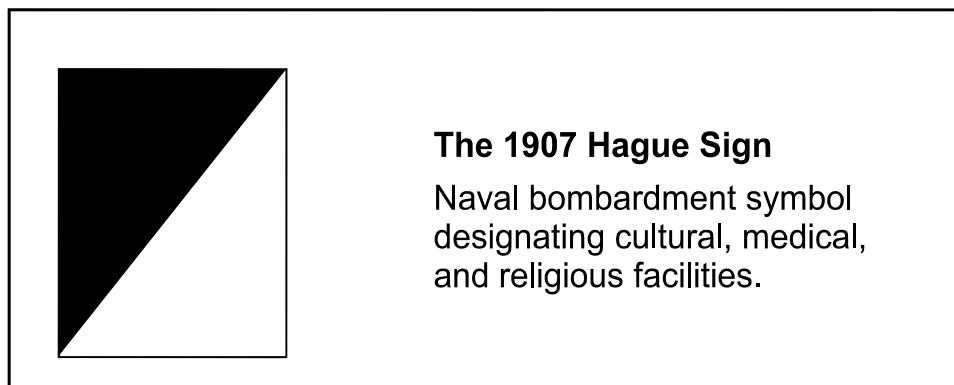 The 1907 Hague Sign
Naval bombardment symbol
designating cultural, medical,
and religious facilities.